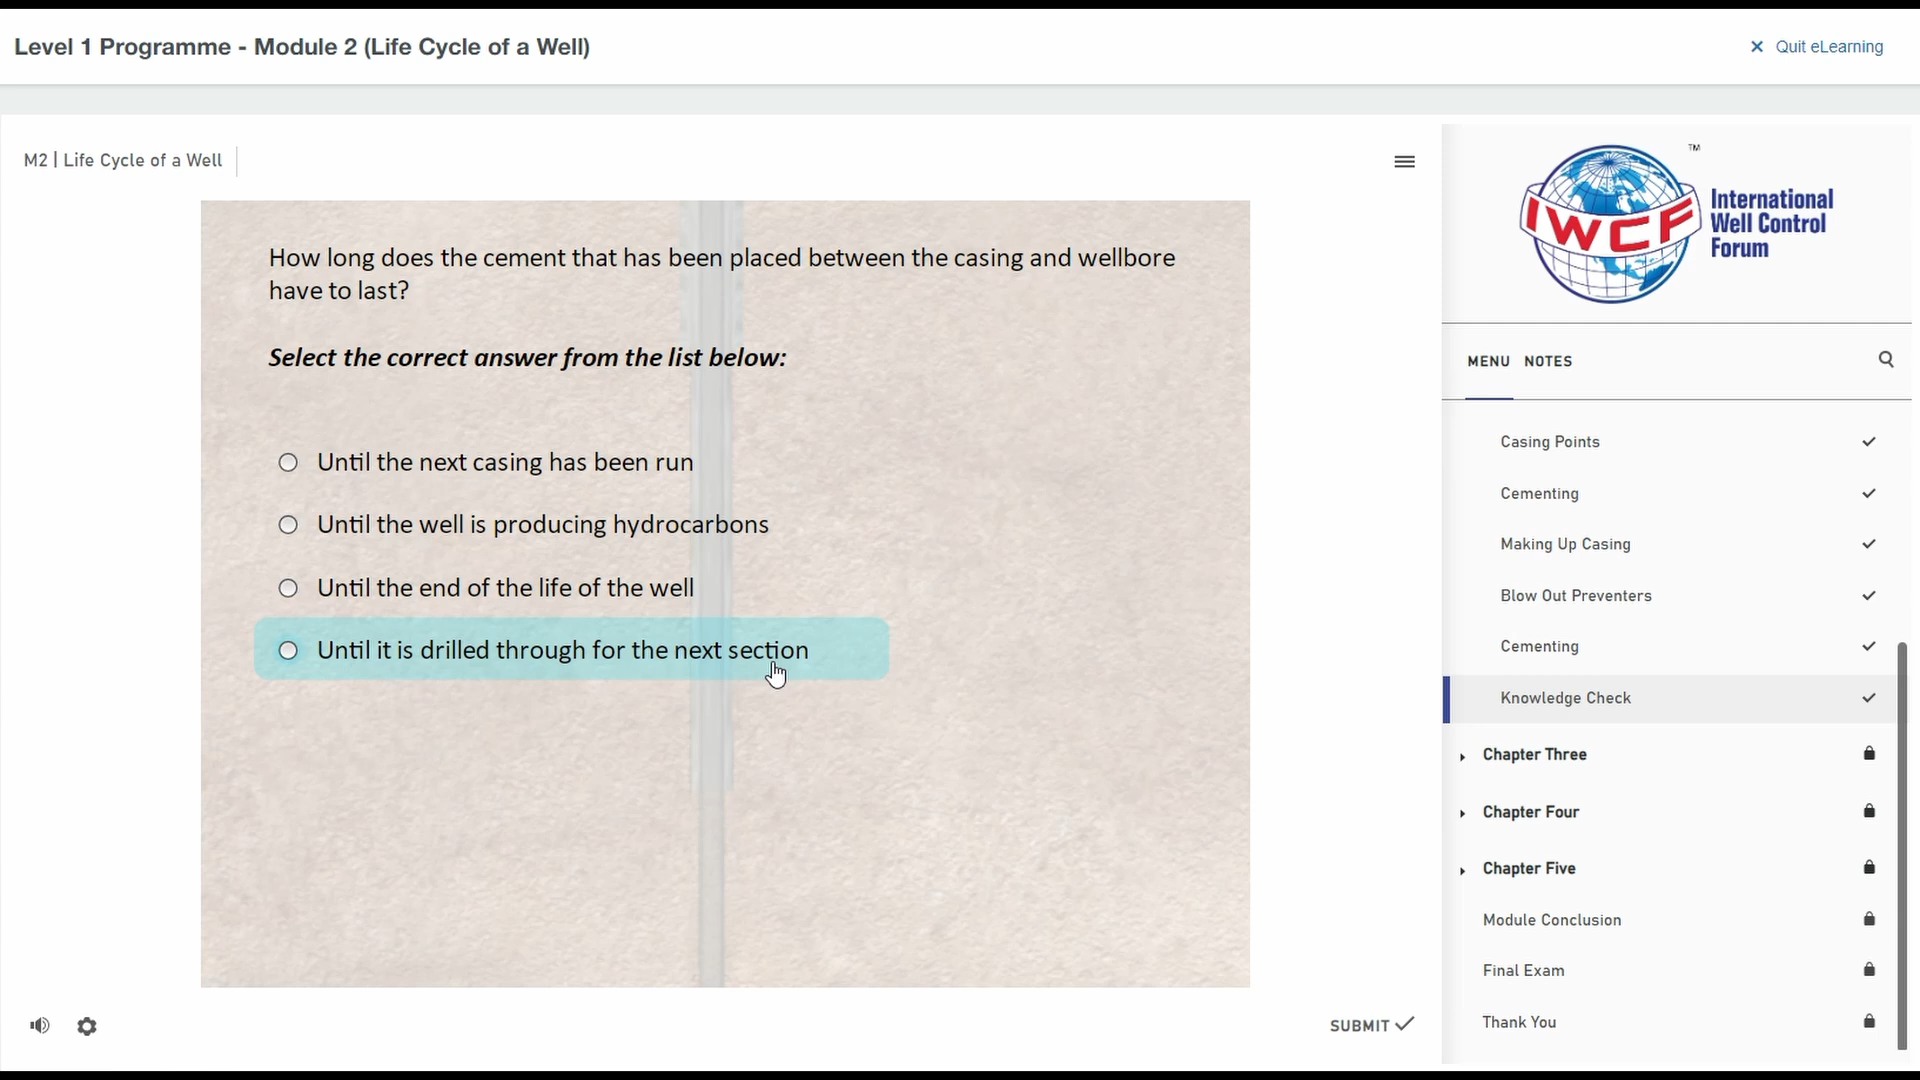 Level 1 Programme - Module 2 (Life Cycle of a Well)
Quit eLearning
M2 | Life Cycle of a Well
How long does the cement that has been placed between the casing and wellbore
have to last?
Select the correct answer from the list below:
Until the next casing has been run
Until the well is producing hydrocarbons
Until the end of the life of the well
Until it is drilled through for the next section
SUBMIT
IWCF
TM
International
Well Control
Forum
MENU NOTES
Casing Points
Cementing
Making Up Casing
Blow Out Preventers
Cementing
Knowledge Check
Chapter Three
Chapter Four
Chapter Five
Module Conclusion
Final Exam
Thank You